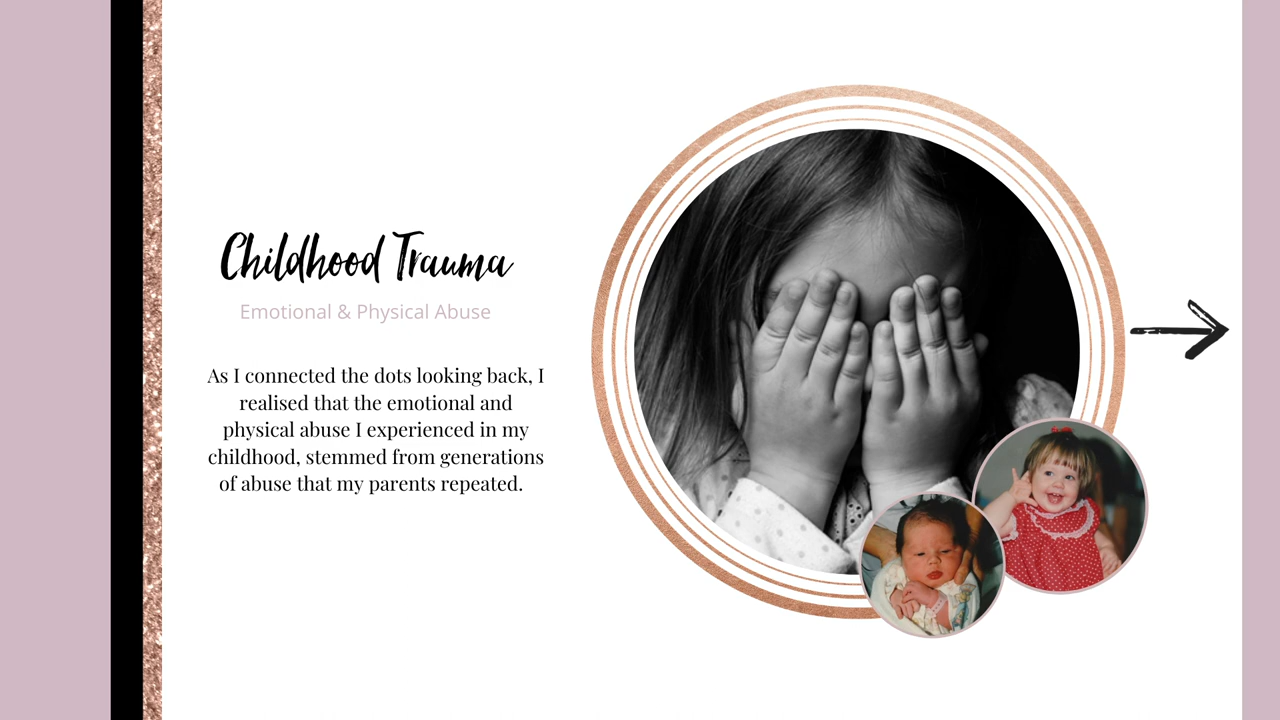 Childhood Trauma
Emotional & Physical Abuse
As I connected the dots looking back, I
realised that the emotional and
physical abuse I experienced in my
childhood, stemmed from generations
of abuse that my parents repeated.